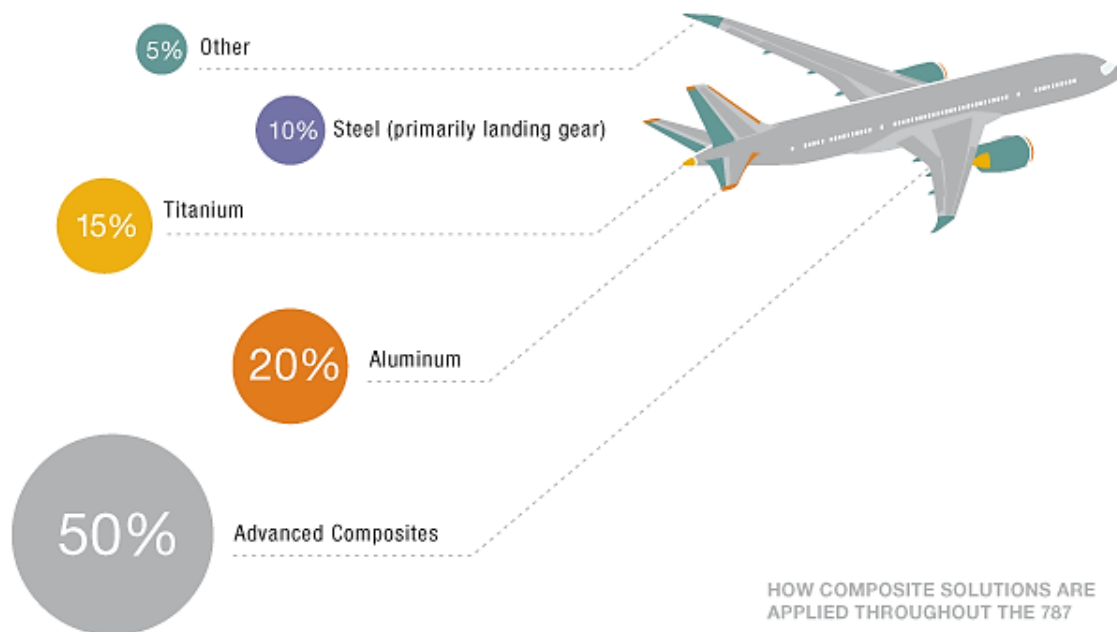 5% Other
10% Steel (primarily landing gear)
15% Titanium
20% Aluminum
50% Advanced Composites
HOW COMPOSITE SOLUTIONS ARE
APPLIED THROUGHOUT THE 787